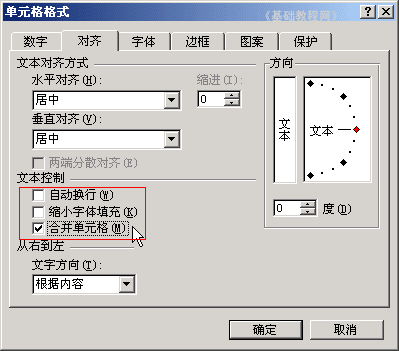 单元格格式
《基础教程网》
数字 对齐 字体 边框 图案 保护
文本对齐方式
水平对齐(H): 缩进(I):
居中 0
垂直对齐(V):
居中
两端分散对齐(E)
文本控制
自动换行(W)
缩小字体填充(K)
合并单元格(M)
从右到左
文字方向(T):
根据内容
方向
文本
文本
0 度(D)
确定 取消